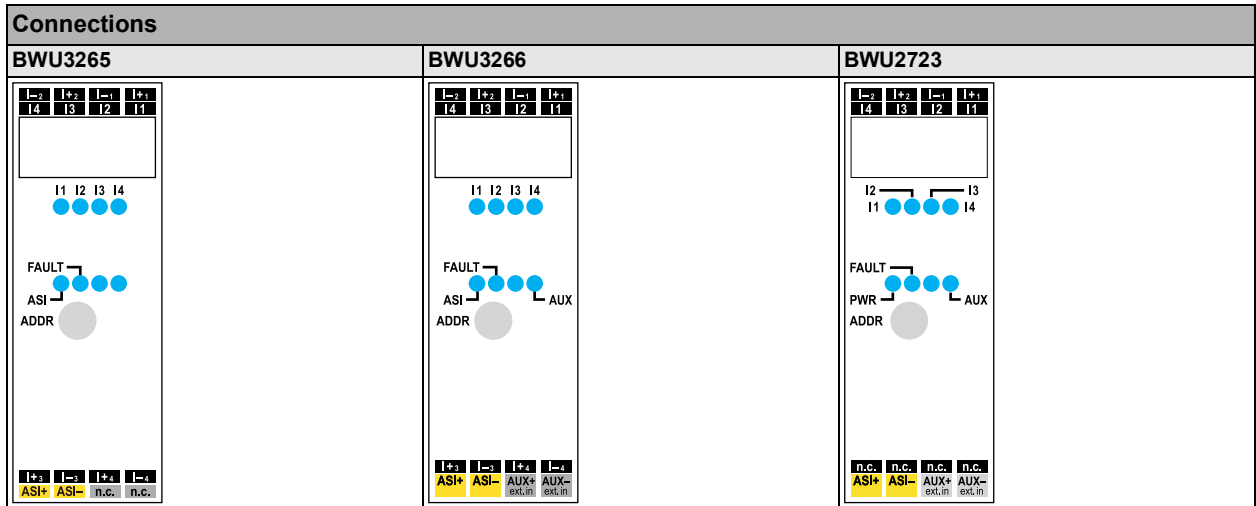 Connections
BWU3265 BWU3266 BWU2723
I–2 I+2 I–1 I+1
I4 I3 I2 I1
I1 I2 I3 I4
FAULT
ASI
ADDR
I+3 I–3 I+4 I–4
ASI+ ASI– n.c. n.c.
I–2 I+2 I–1 I+1
I4 I3 I2 I1
I1 I2 I3 I4
FAULT
ASI AUX
ADDR
I+3 I–3 I+4 I–4
ASI+ ASI– AUX+ AUX–
ext.in ext.in
I–2 I+2 I–1 I+1
I4 I3 I2 I1
I2 I3
I1 I4
FAULT
PWR AUX
ADDR
n.c. n.c. n.c. n.c.
ASI+ ASI– AUX+ AUX–
ext.in ext.in